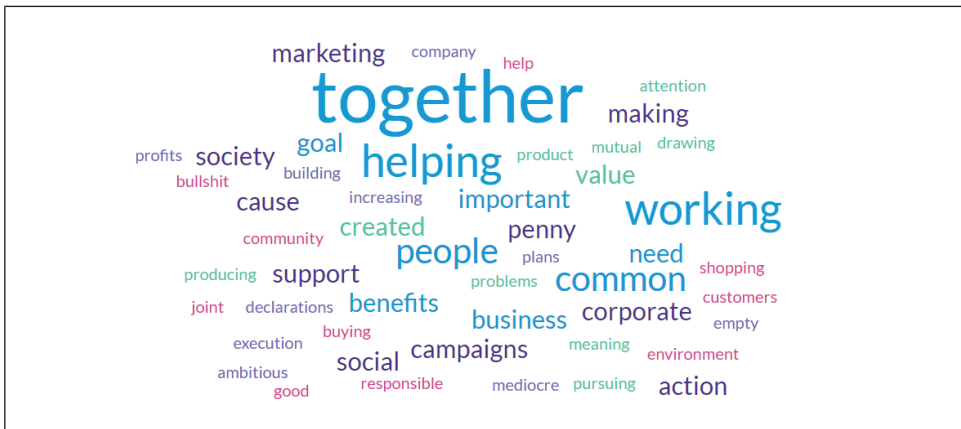 marketing company
help
together
attention
making
goal
profits society helping product mutual drawing
bullshit building value
cause increasing important working
created penny
community people plans need
producing support problems common shopping
joint declarations benefits customers
buying business corporate empty
execution campaigns meaning
social environment
ambitious responsible mediocre pursuing action
good